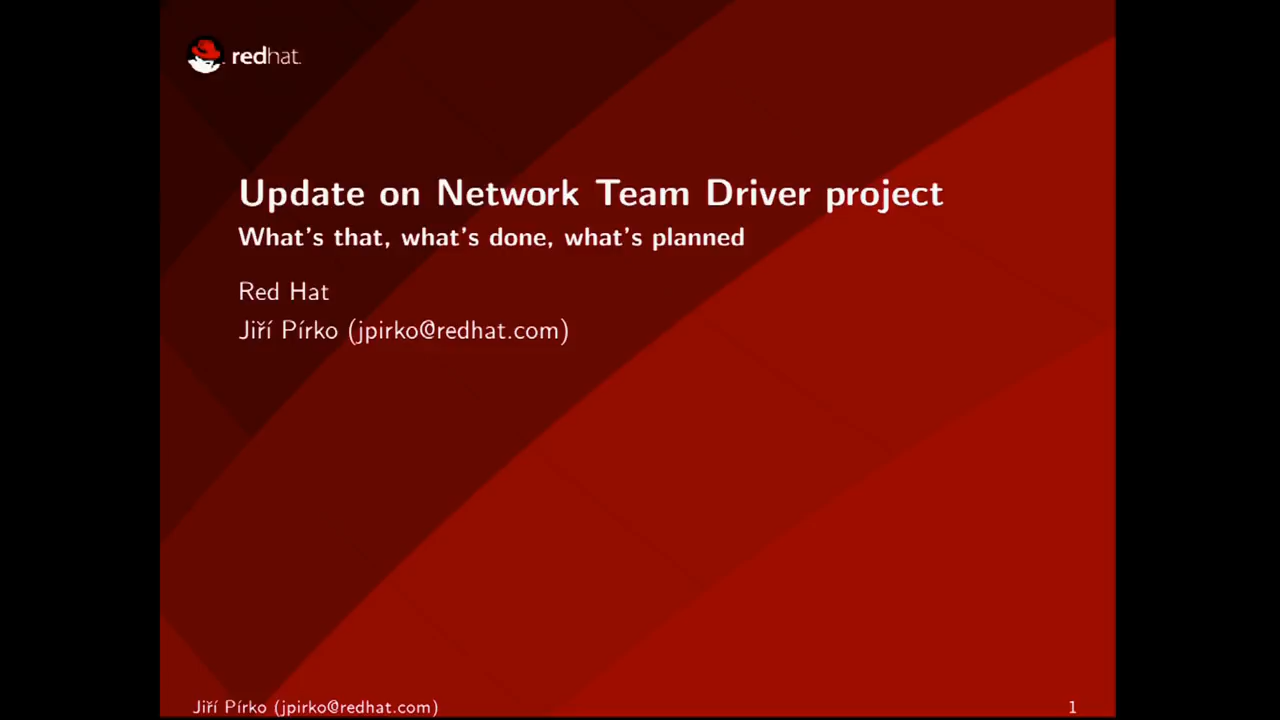 redhat.
Update on Network Team Driver project
What's that, what's done, what's planned
Red Hat
Jiří Pírko (jpirko@redhat.com)
Jiří Pírko (jpirko@redhat.com)
1